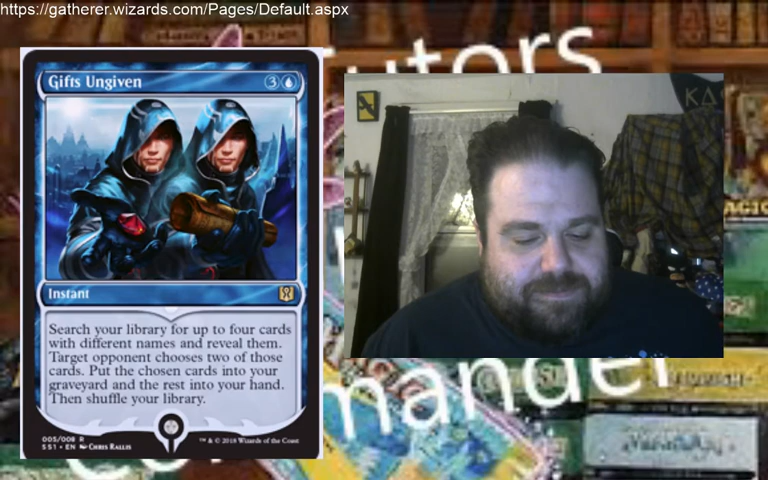 https://gatherer.wizards.com/Pages/Default.aspx
Tutors
Gifts Ungiven 3
Instant
Search your library for up to four cards
with different names and reveal them.
Target opponent chooses two of those
cards. Put the chosen cards into your
graveyard and the rest into your hand.
Then shuffle your library.
005/008 R
SS1 • EN Chris Rallis
™ & © 2018 Wizards of the Coast
ΚΔ